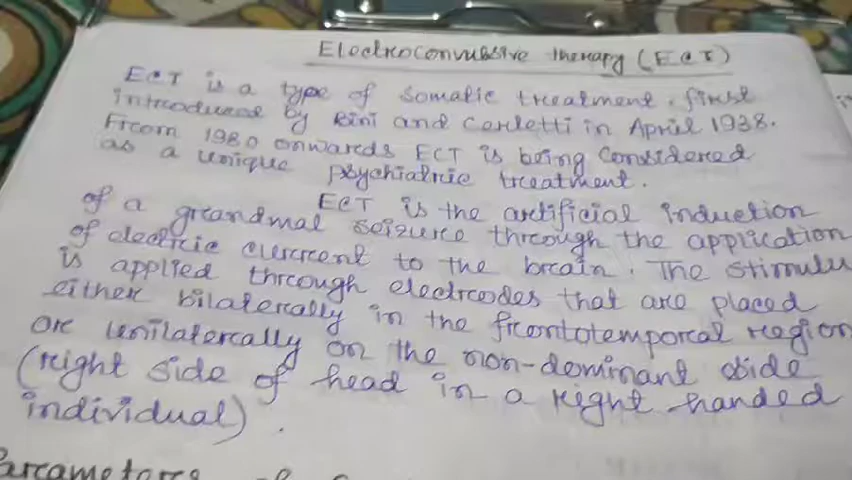 Electroconvulsive therapy (ECT)
ECT is a type of somatic treatment, first
introduced by Bini and Cerletti in April 1938.
From 1980 onwards ECT is being considered
as a unique psychiatric treatment.
ECT is the artificial induction
of a grandmal seizure through the application
of electric current to the brain. The stimulu
is applied through electrodes that are placed
either bilaterally in the frontotemporal region
or unilaterally on the non-dominant side
(right side of head in a right-handed
individual).
Parameters of